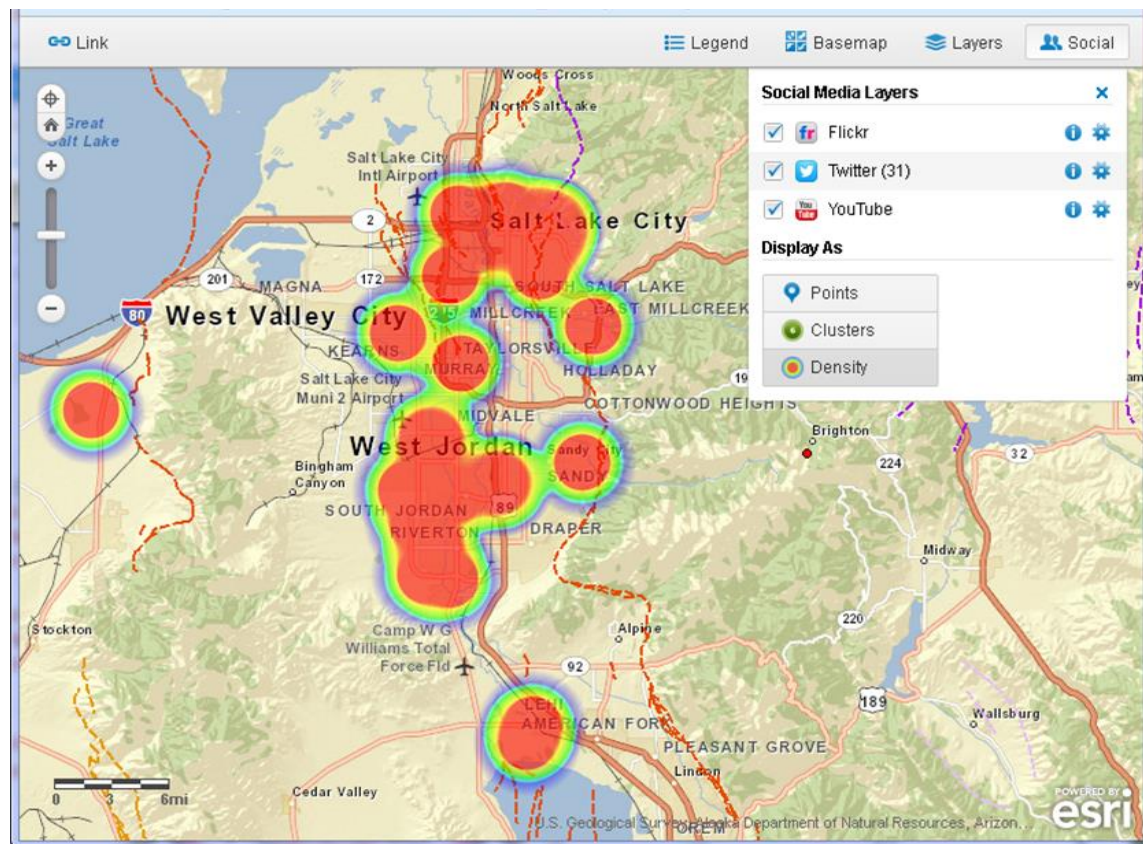 Link
Legend
Basemap
Layers
Social
Social Media Layers
Flickr
Twitter (31)
YouTube
Display As
Points
Clusters
Density
Woods Cross
North Salt Lake
Great
Salt Lake
Salt Lake City
Intl Airport
2
Salt Lake City
201
MAGNA
172
SOUTH SALT LAKE
80
West Valley City
MILLCREEK
EAST MILLCREEK
KEARNS
TAYLORSVILLE
MURRAY
HOLLADAY
Salt Lake City
Muni 2 Airport
19
COTTONWOOD HEIGHTS
MIDVALE
Brighton
West Jordan
Sandy City
32
Bingham
Canyon
224
SANDY
SOUTH JORDAN
89
RIVERTON
DRAPER
Midway
220
Stockton
Camp W G
Williams Total
Force Fld
Alpine
92
189
LEHI
AMERICAN FORK
Wallsburg
PLEASANT GROVE
Lindon
0 3 6mi
Cedar Valley
POWERED BY
esri
U.S. Geological Survey, Alaska Department of Natural Resources, Arizon...
OREM